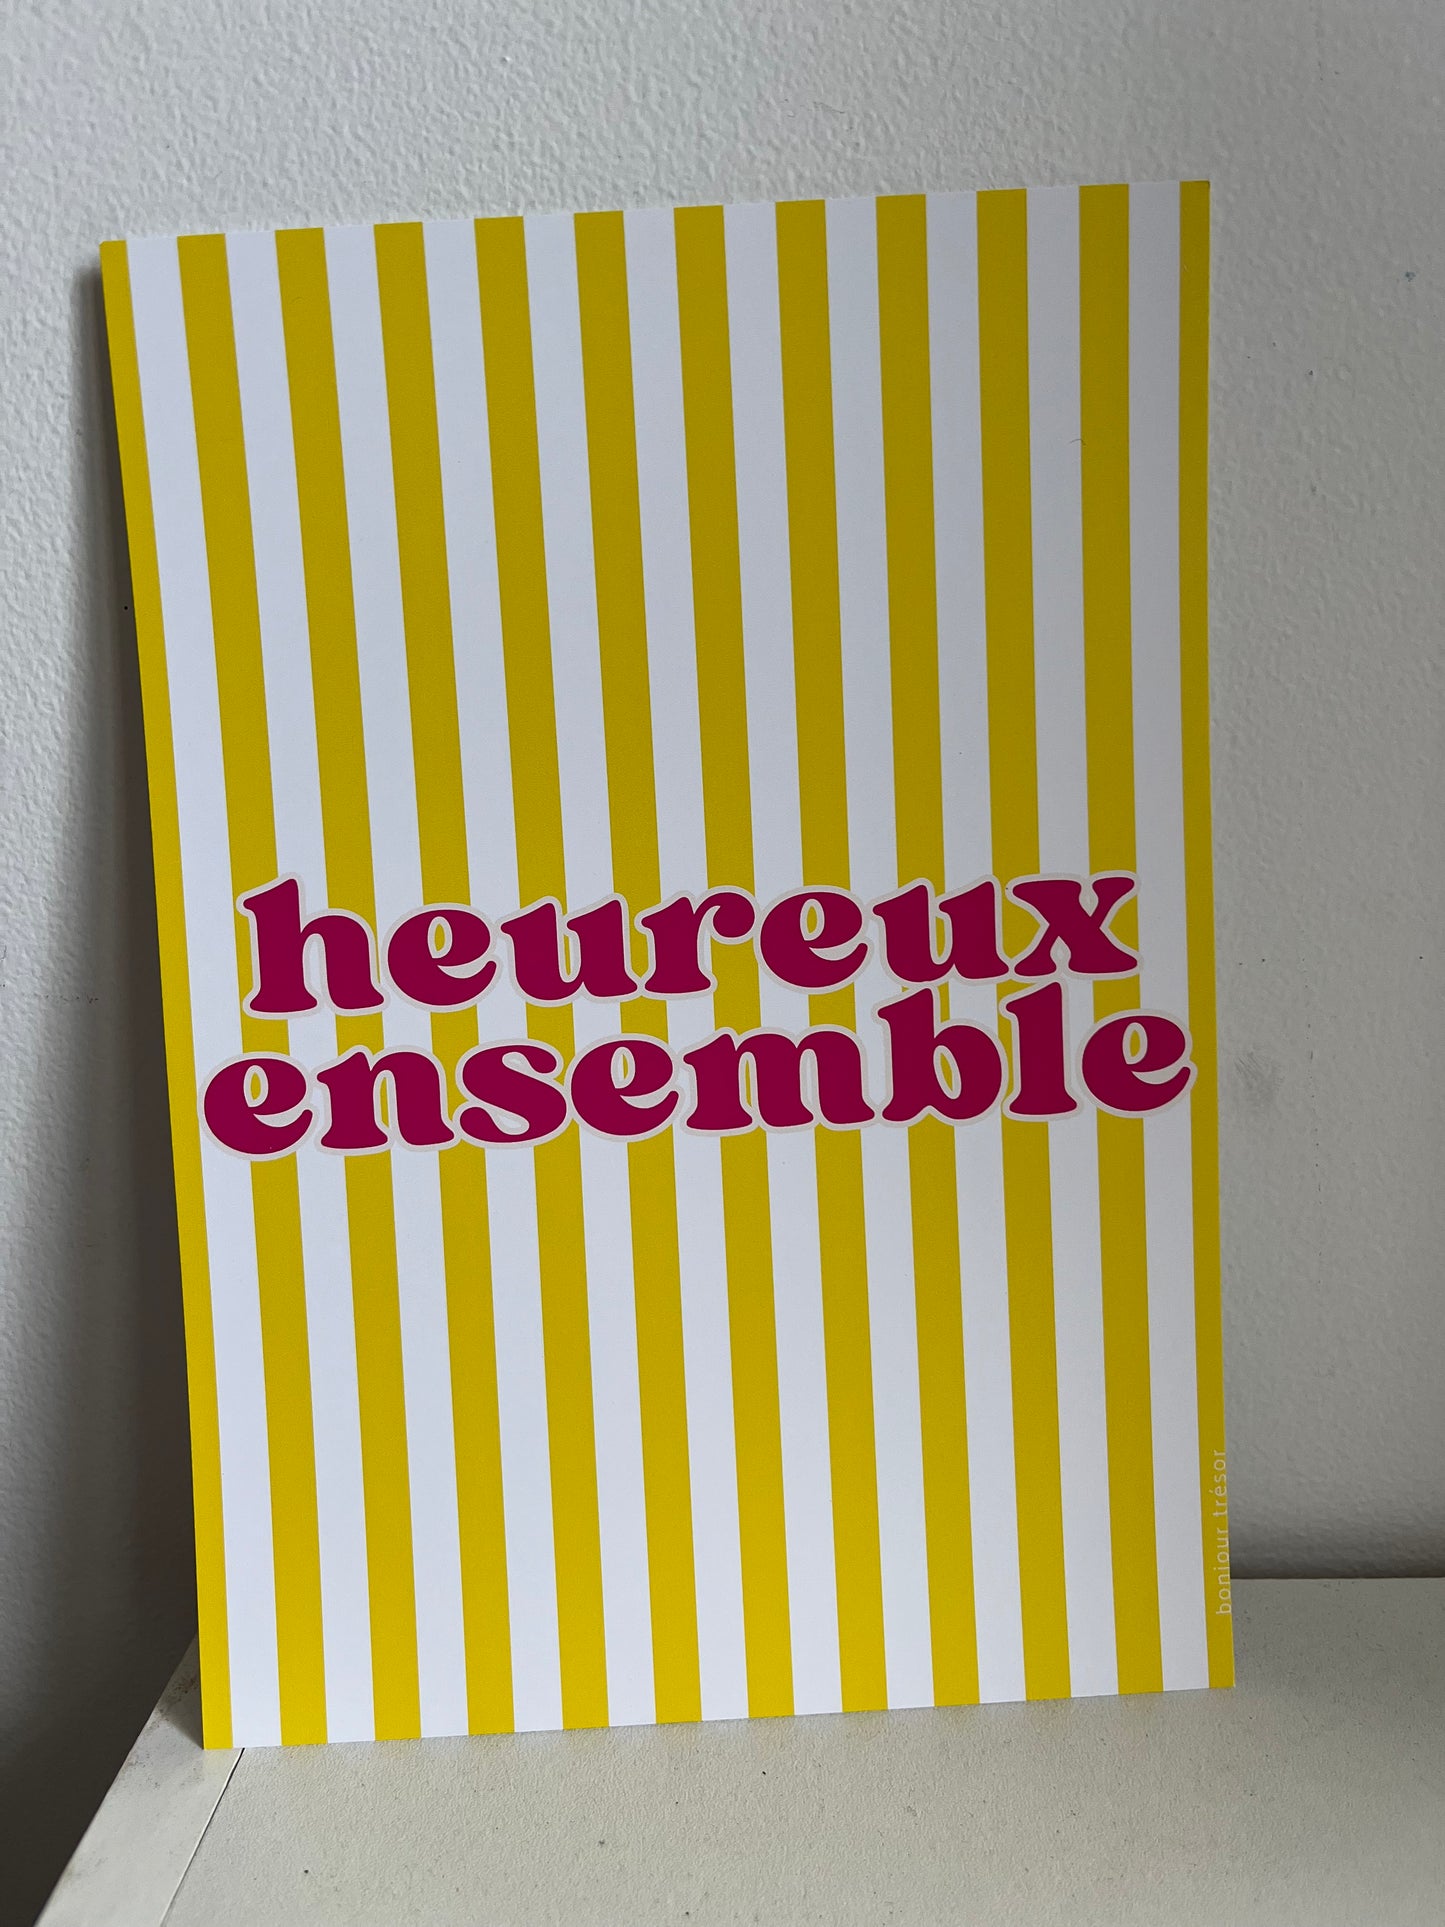 heureux
ensemble
bonjour trésor